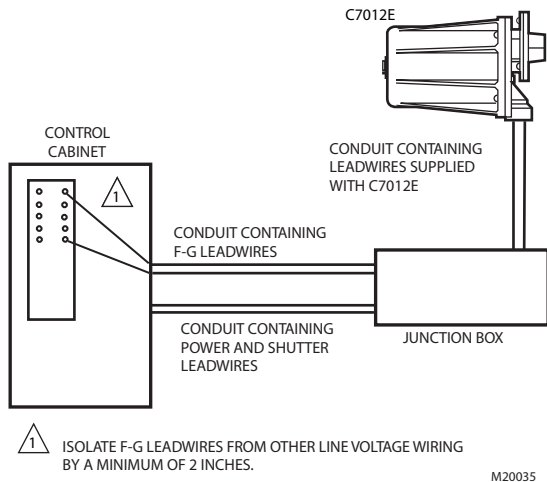 C7012E
CONTROL
CABINET
1
CONDUIT CONTAINING
LEADWIRES SUPPLIED
WITH C7012E
CONDUIT CONTAINING
F-G LEADWIRES
CONDUIT CONTAINING
POWER AND SHUTTER
LEADWIRES
JUNCTION BOX
1 ISOLATE F-G LEADWIRES FROM OTHER LINE VOLTAGE WIRING
BY A MINIMUM OF 2 INCHES.
M20035